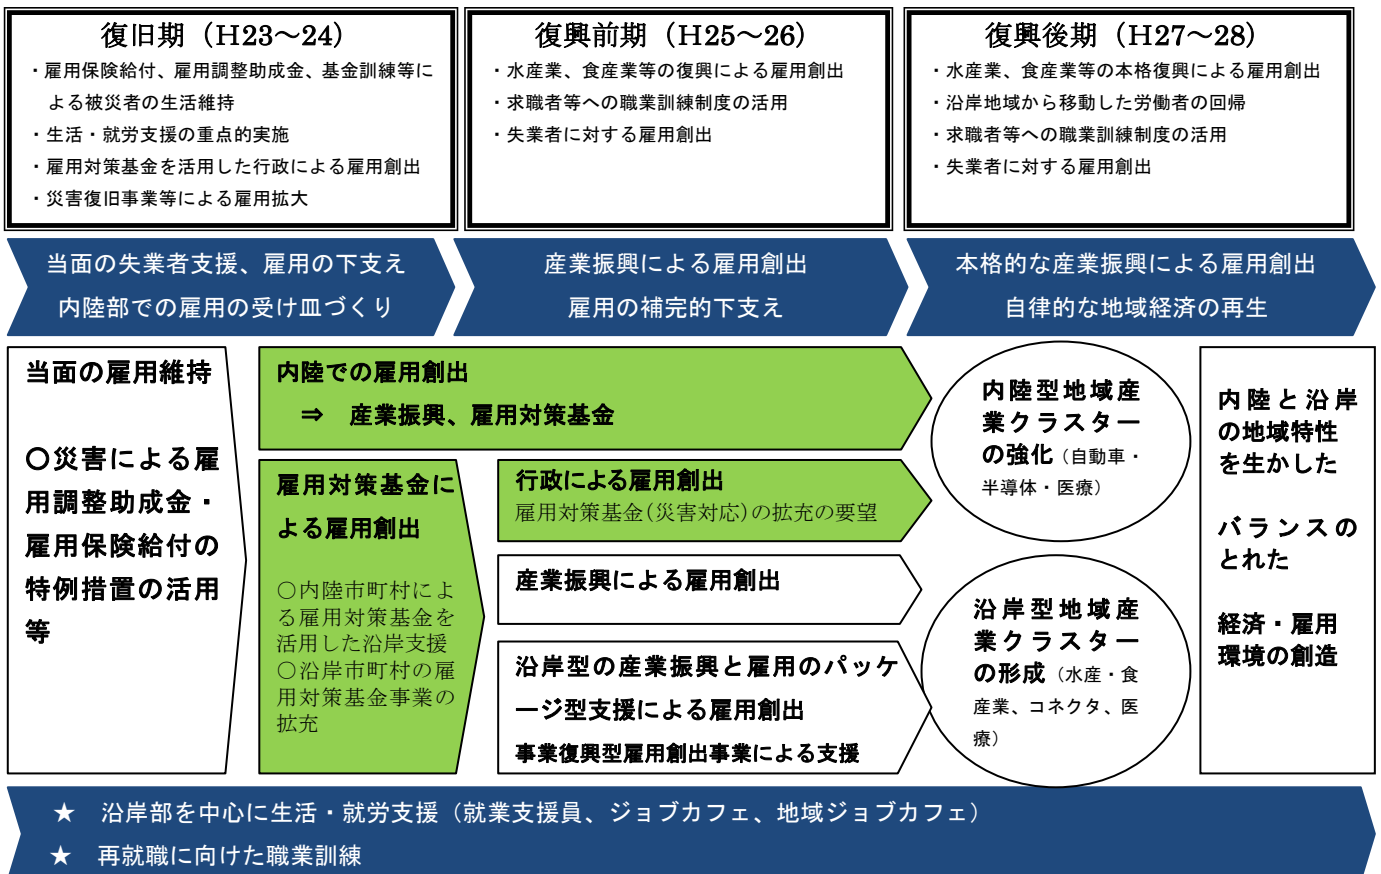 復旧期（H23～24）
・雇用保険給付、雇用調整助成金、基金訓練等に
よる被災者の生活維持
・生活・就労支援の重点的実施
・雇用対策基金を活用した行政による雇用創出
・災害復旧事業等による雇用拡大
復興前期（H25～26）
・水産業、食産業等の復興による雇用創出
・求職者等への職業訓練制度の活用
・失業者に対する雇用創出
復興後期（H27～28）
・水産業、食産業等の本格復興による雇用創出
・沿岸地域から移動した労働者の回帰
・求職者等への職業訓練制度の活用
・失業者に対する雇用創出
当面の失業者支援、雇用の下支え
内陸部での雇用の受け皿づくり
産業振興による雇用創出
雇用の補完的下支え
本格的な産業振興による雇用創出
自律的な地域経済の再生
当面の雇用維持
〇災害による雇
用調整助成金・
雇用保険給付の
特例措置の活用
等
内陸での雇用創出
⇒ 産業振興、雇用対策基金
雇用対策基金に
よる雇用創出
○内陸市町村によ
る雇用対策基金を
活用した沿岸支援
○沿岸市町村の雇
用対策基金事業の
拡充
行政による雇用創出
雇用対策基金(災害対応)の拡充の要望
産業振興による雇用創出
沿岸型の産業振興と雇用のパッケ
ージ型支援による雇用創出
事業復興型雇用創出事業による支援
内陸型地域産
業クラスター
の強化（自動車・
半導体・医療）
沿岸型地域産
業クラスター
の形成（水産・食
産業、コネクタ、医
療）
内陸と沿岸
の地域特性
を生かした
バランスの
とれた
経済・雇用
環境の創造
★ 沿岸部を中心に生活・就労支援（就業支援員、ジョブカフェ、地域ジョブカフェ）
★ 再就職に向けた職業訓練